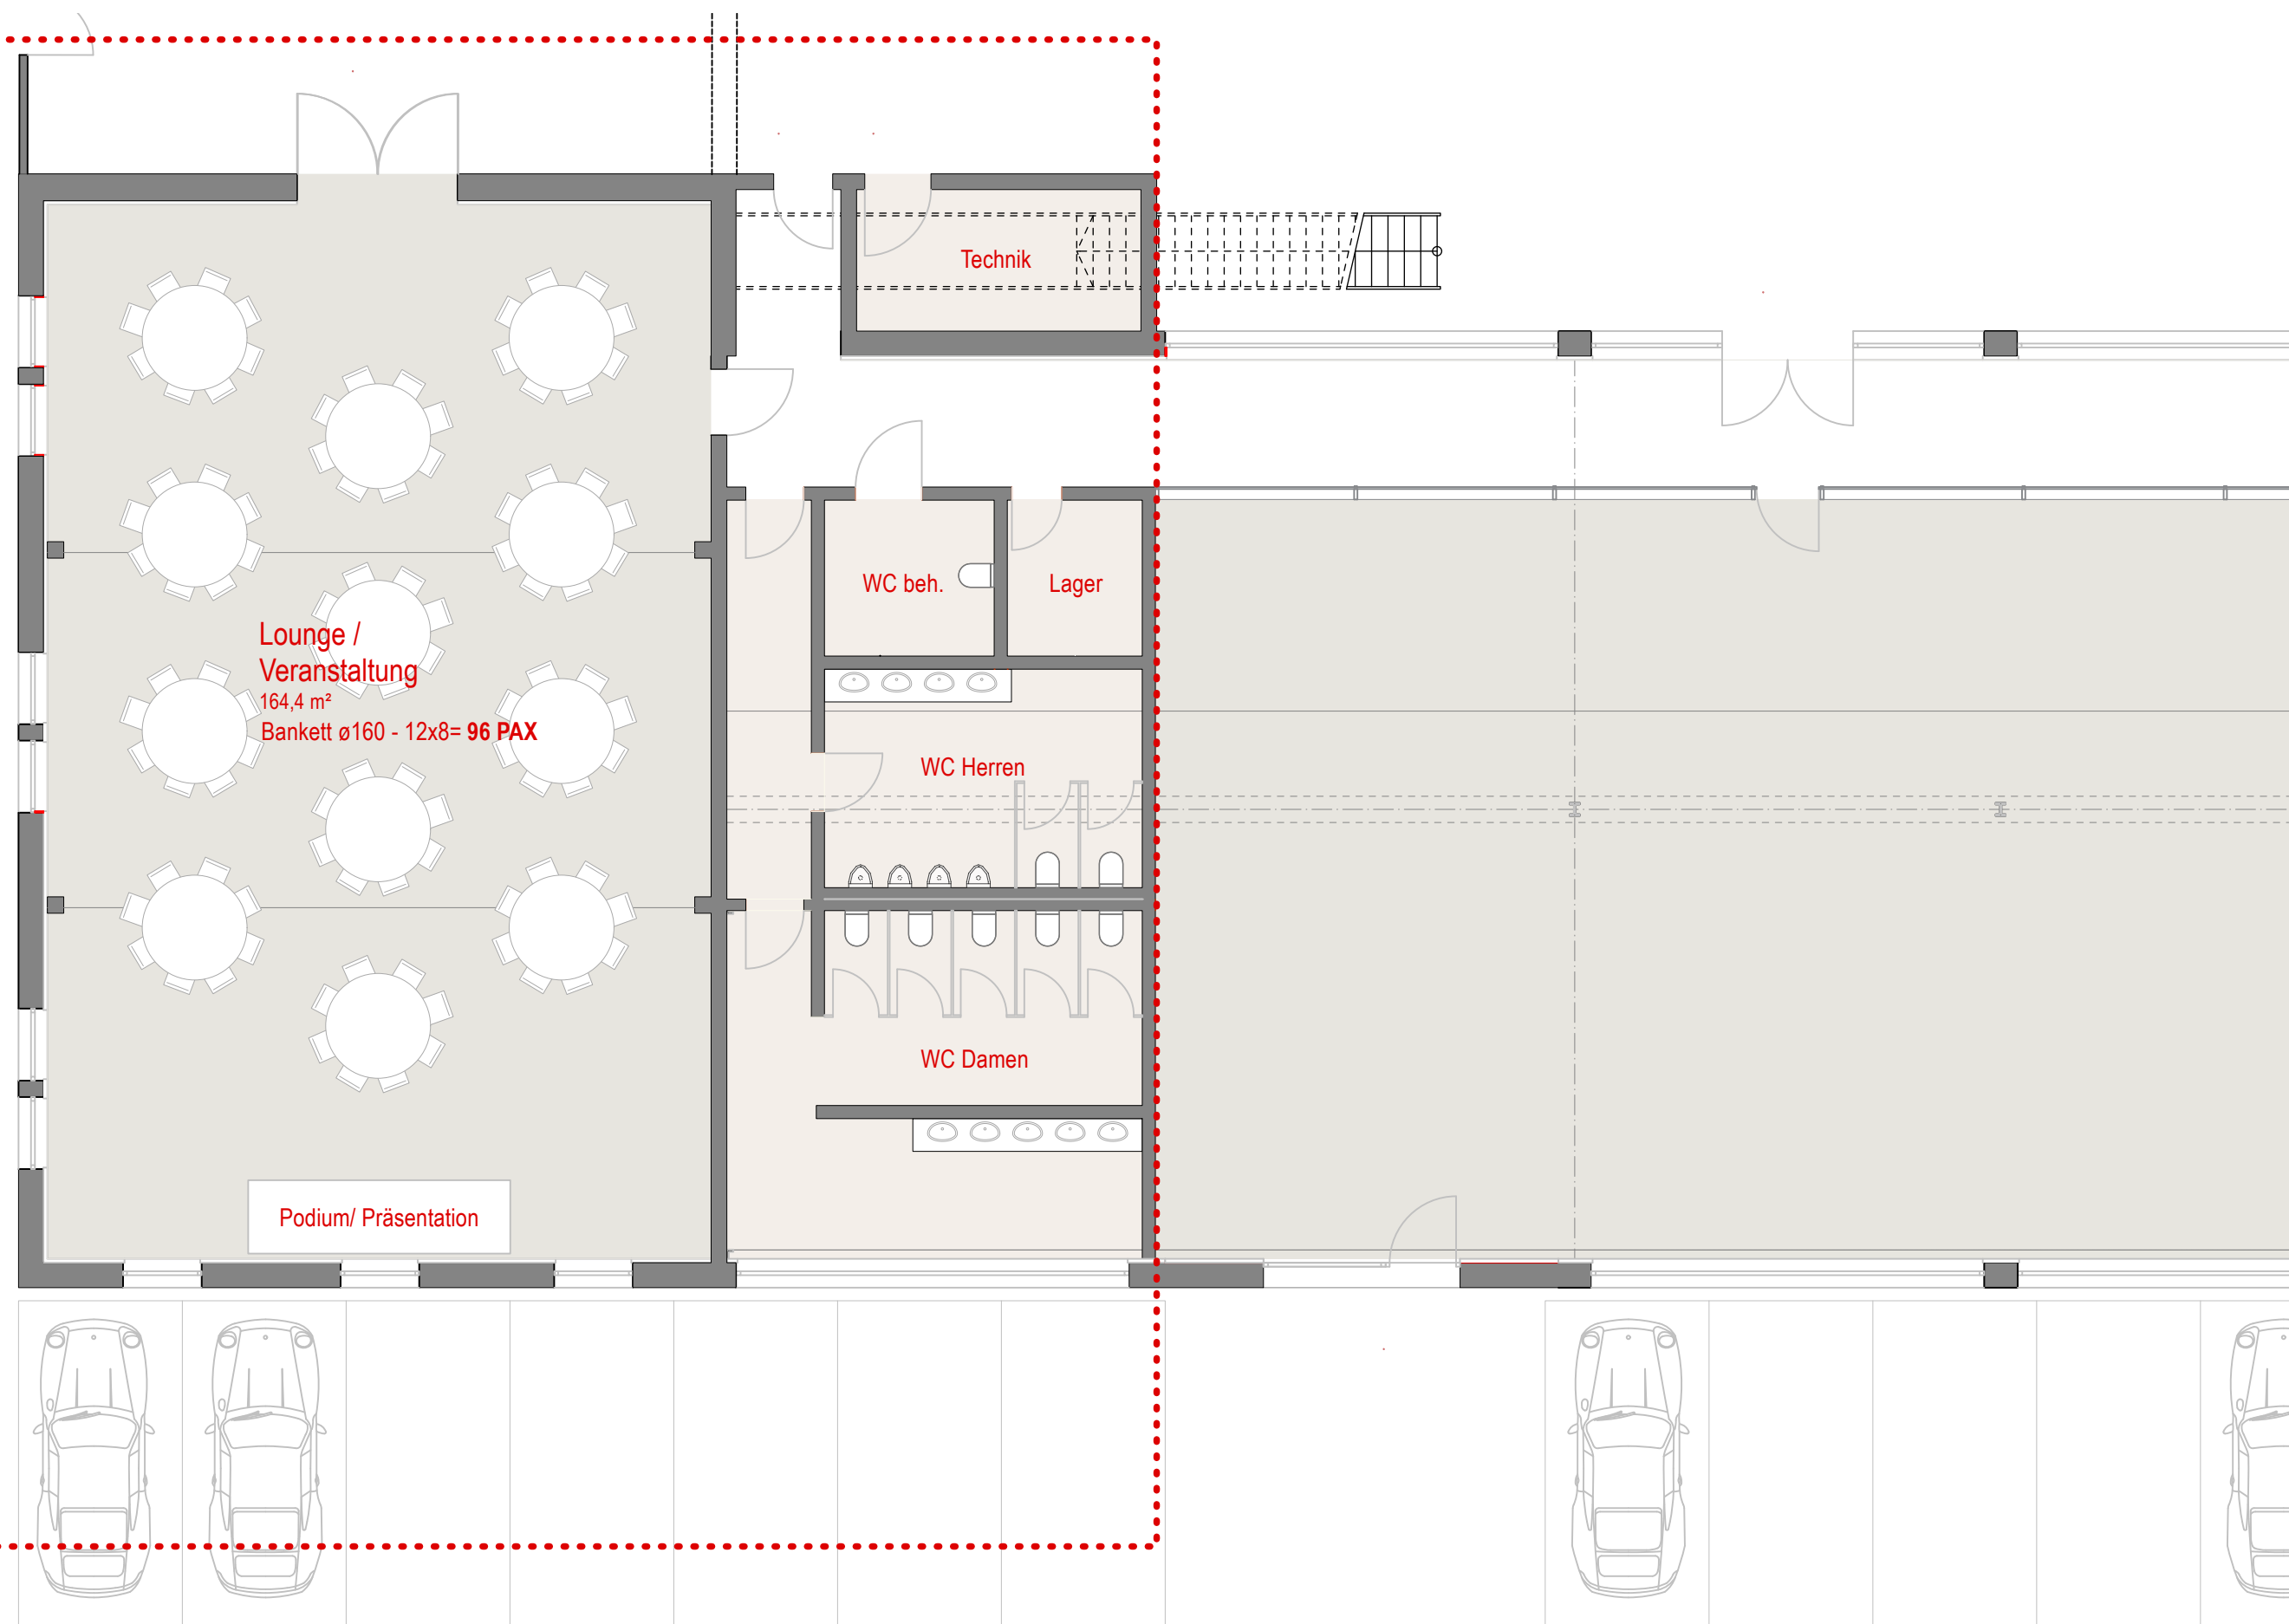 Technik
WC beh.
Lager
Lounge /
Veranstaltung
164,4 m²
Bankett ø160 - 12x8= 96 PAX
WC Herren
WC Damen
Podium/ Präsentation